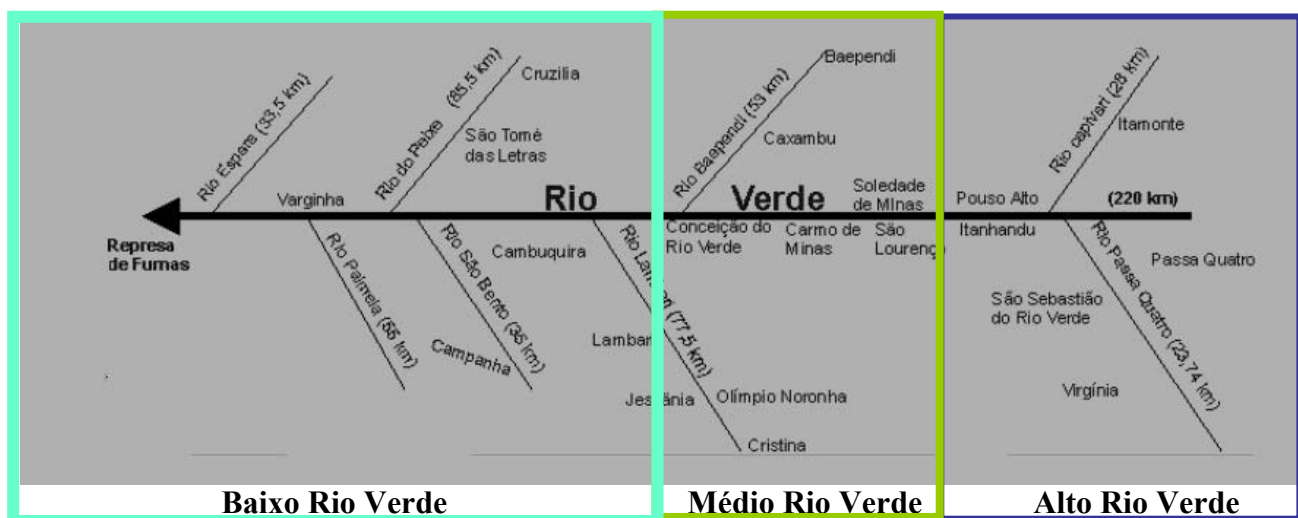 Baependi
Cruzilia
Rio Espera (33,5 km)
Rio do Peixe (85,5 km)
Rio Baependi (53 km)
Rio capivari (28 km)
Itamonte
São Tomé
das Letras
Caxambu
Varginha
Rio
Verde
Soledade
de Minas
Pouso Alto
(220 km)
Represa
de Furnas
Conceição do
Rio Verde
Carmo de
Minas
São
Lourenço
Itanhandu
Rio Palmela (55 km)
Rio São Bento (35 km)
Cambuquira
Rio (77,5 km)
Rio Passa Quatro (23,74 km)
Passa Quatro
São Sebastião
do Rio Verde
Campanha
Olímpio Noronha
Virgínia
Cristina
Baixo Rio Verde
Médio Rio Verde
Alto Rio Verde